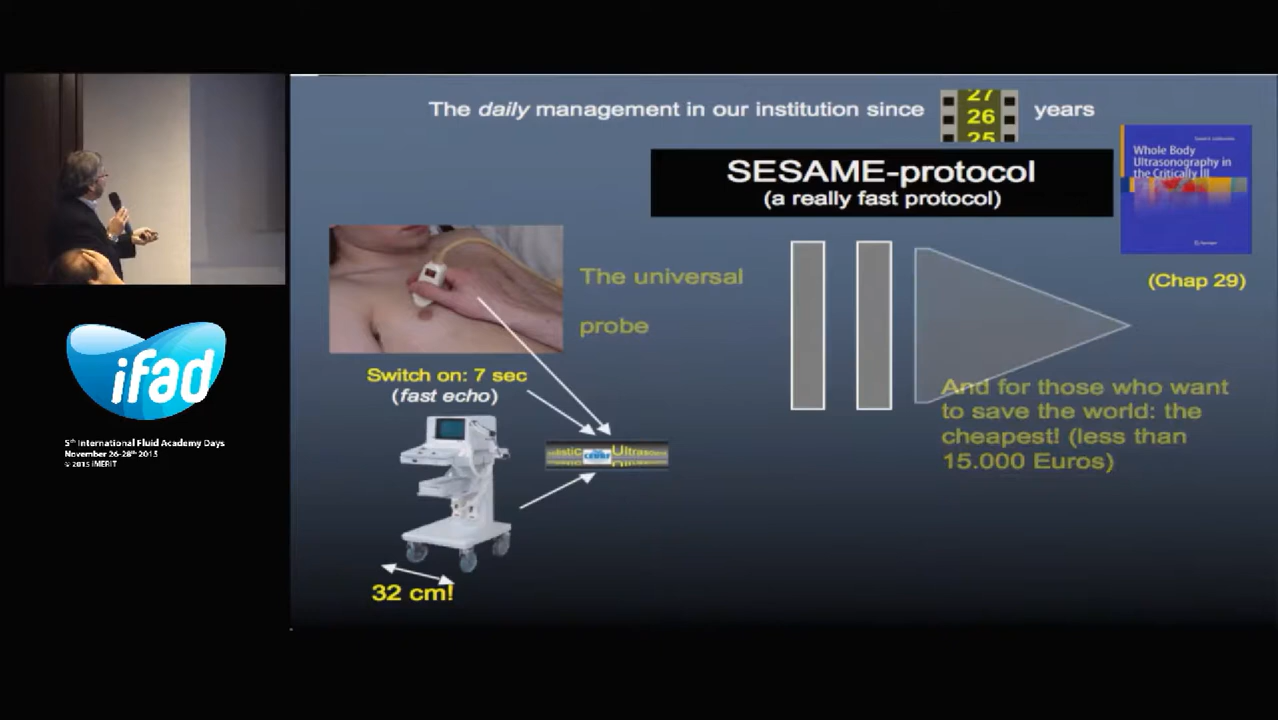 The daily management in our institution since
27
26
25
years
SESAME-protocol
(a really fast protocol)
Whole Body
Ultrasonography in
the Critically Ill
Springer
(Chap 29)
The universal
probe
Switch on: 7 sec
(fast echo)
And for those who want
to save the world: the
cheapest! (less than
15.000 Euros)
32 cm!
ifad
5th International Fluid Academy Days
November 26-28th 2015
© 2015 iMERIT